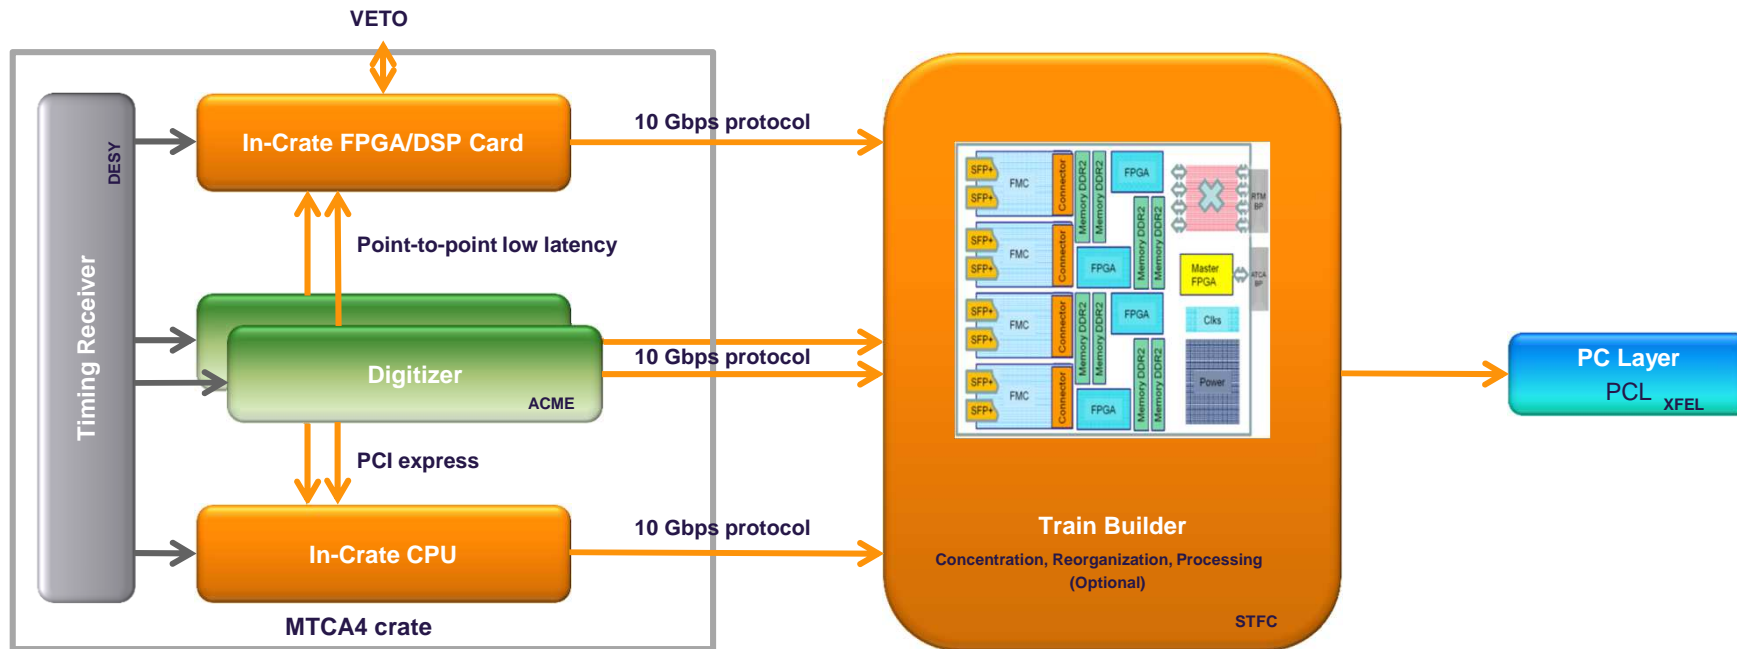 VETO
DESY
Timing Receiver
In-Crate FPGA/DSP Card
10 Gbps protocol
Point-to-point low latency
Digitizer
ACME
10 Gbps protocol
PCI express
In-Crate CPU
10 Gbps protocol
MTCA4 crate
SFP+
SFP+
FMC
Connector
Memory DDR2
Memory DDR2
FPGA
SFP+
SFP+
FMC
Connector
FPGA
Memory DDR2
Memory DDR2
SFP+
SFP+
FMC
Connector
Memory DDR2
Memory DDR2
FPGA
SFP+
SFP+
FMC
Connector
FPGA
Memory DDR2
Memory DDR2
RTM
BP
Master
FPGA
ATCA
BP
Clks
Power
Train Builder
Concentration, Reorganization, Processing
(Optional)
STFC
PC Layer
PCL
XFEL